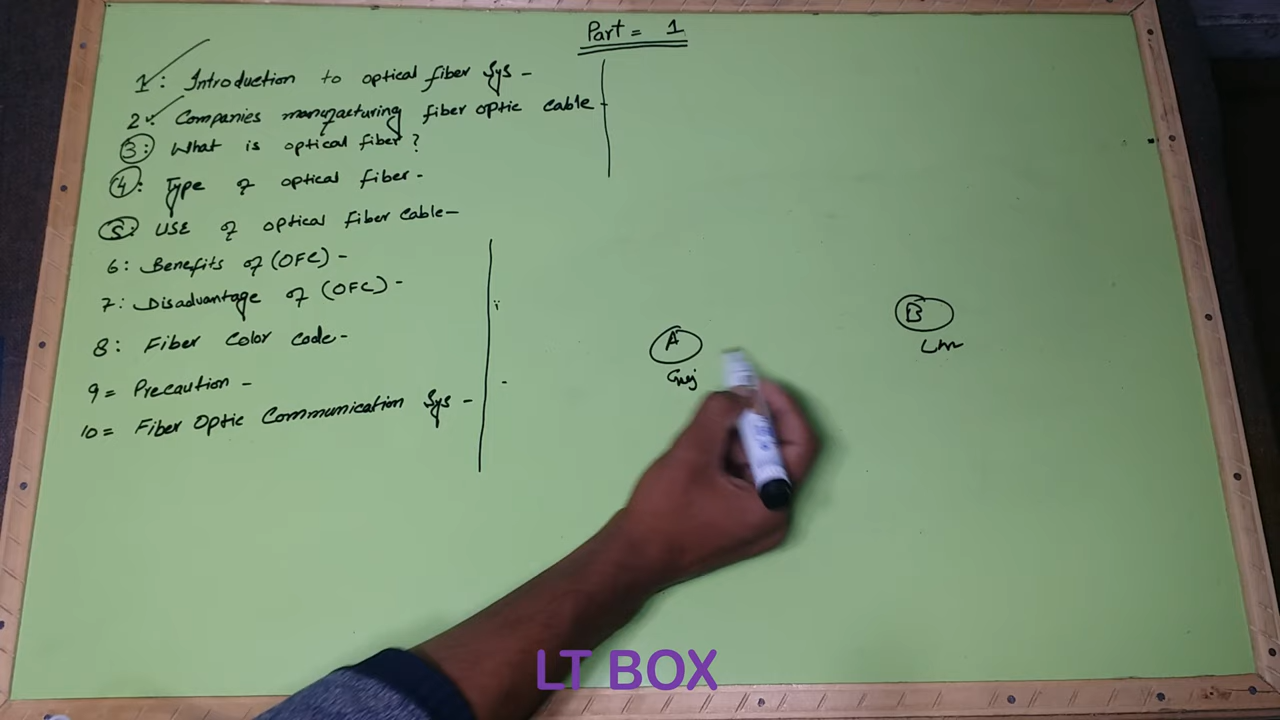 Part = 1
1: Introduction to optical fiber Sys -
2: Companies manufacturing fiber optic cable -
3: What is optical fiber?
4: Type of optical fiber -
5: USE of optical fiber cable -
6: Benefits of (OFC) -
7: Disadvantage of (OFC) -
8: Fiber Color Code -
9= Precaution -
10= Fiber Optic Communication Sys -
A
B
Guj
LT BOX